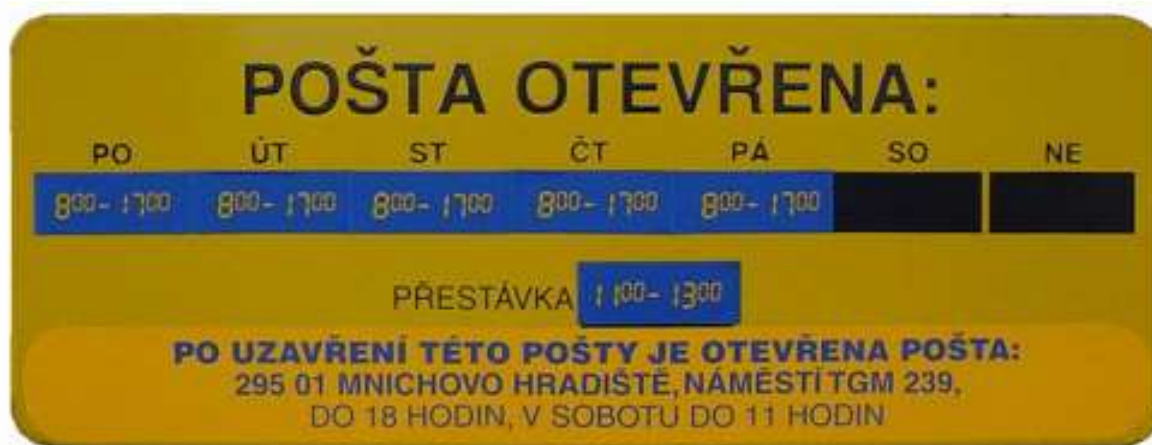 POŠTA OTEVŘENA:
PO ÚT ST ČT PÁ SO NE
8⁰⁰-17⁰⁰ 8⁰⁰-17⁰⁰ 8⁰⁰-17⁰⁰ 8⁰⁰-17⁰⁰ 8⁰⁰-17⁰⁰
PŘESTÁVKA 11⁰⁰-13⁰⁰
PO UZAVŘENÍ TÉTO POŠTY JE OTEVŘENA POŠTA:
295 01 MNICHOVO HRADIŠTĚ, NÁMĚSTÍ TGM 239,
DO 18 HODIN, V SOBOTU DO 11 HODIN